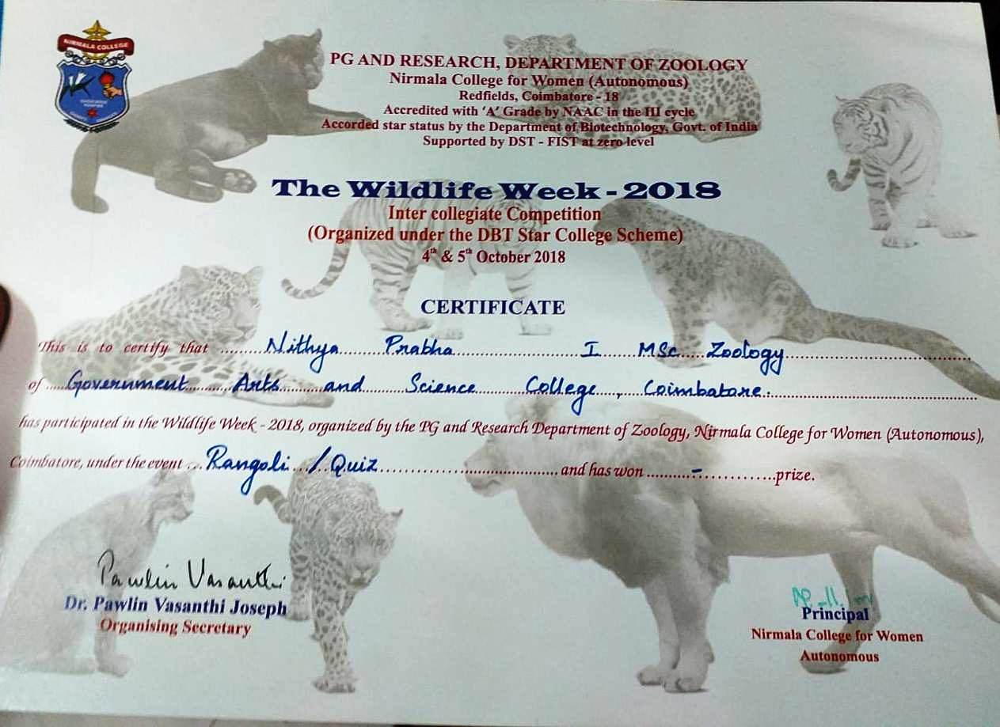 NIRMALA COLLEGE
PG AND RESEARCH, DEPARTMENT OF ZOOLOGY
Nirmala College for Women (Autonomous)
Redfields, Coimbatore - 18
Accredited with 'A' Grade by NAAC in the III cycle
Accorded star status by the Department of Biotechnology, Govt. of India
Supported by DST - FIST at zero level
The Wildlife Week - 2018
Inter collegiate Competition
(Organized under the DBT Star College Scheme)
4th & 5th October 2018
CERTIFICATE
This is to certify that Nithya Prabha I MSc Zoology
of Government Arts and Science College, Coimbatore.
has participated in the Wildlife Week - 2018, organized by the PG and Research Department of Zoology, Nirmala College for Women (Autonomous),
Coimbatore, under the event Rangoli / Quiz and has won - prize.
Pawlin Vasanthi
Dr. Pawlin Vasanthi Joseph
Organising Secretary
Principal
Nirmala College for Women
Autonomous